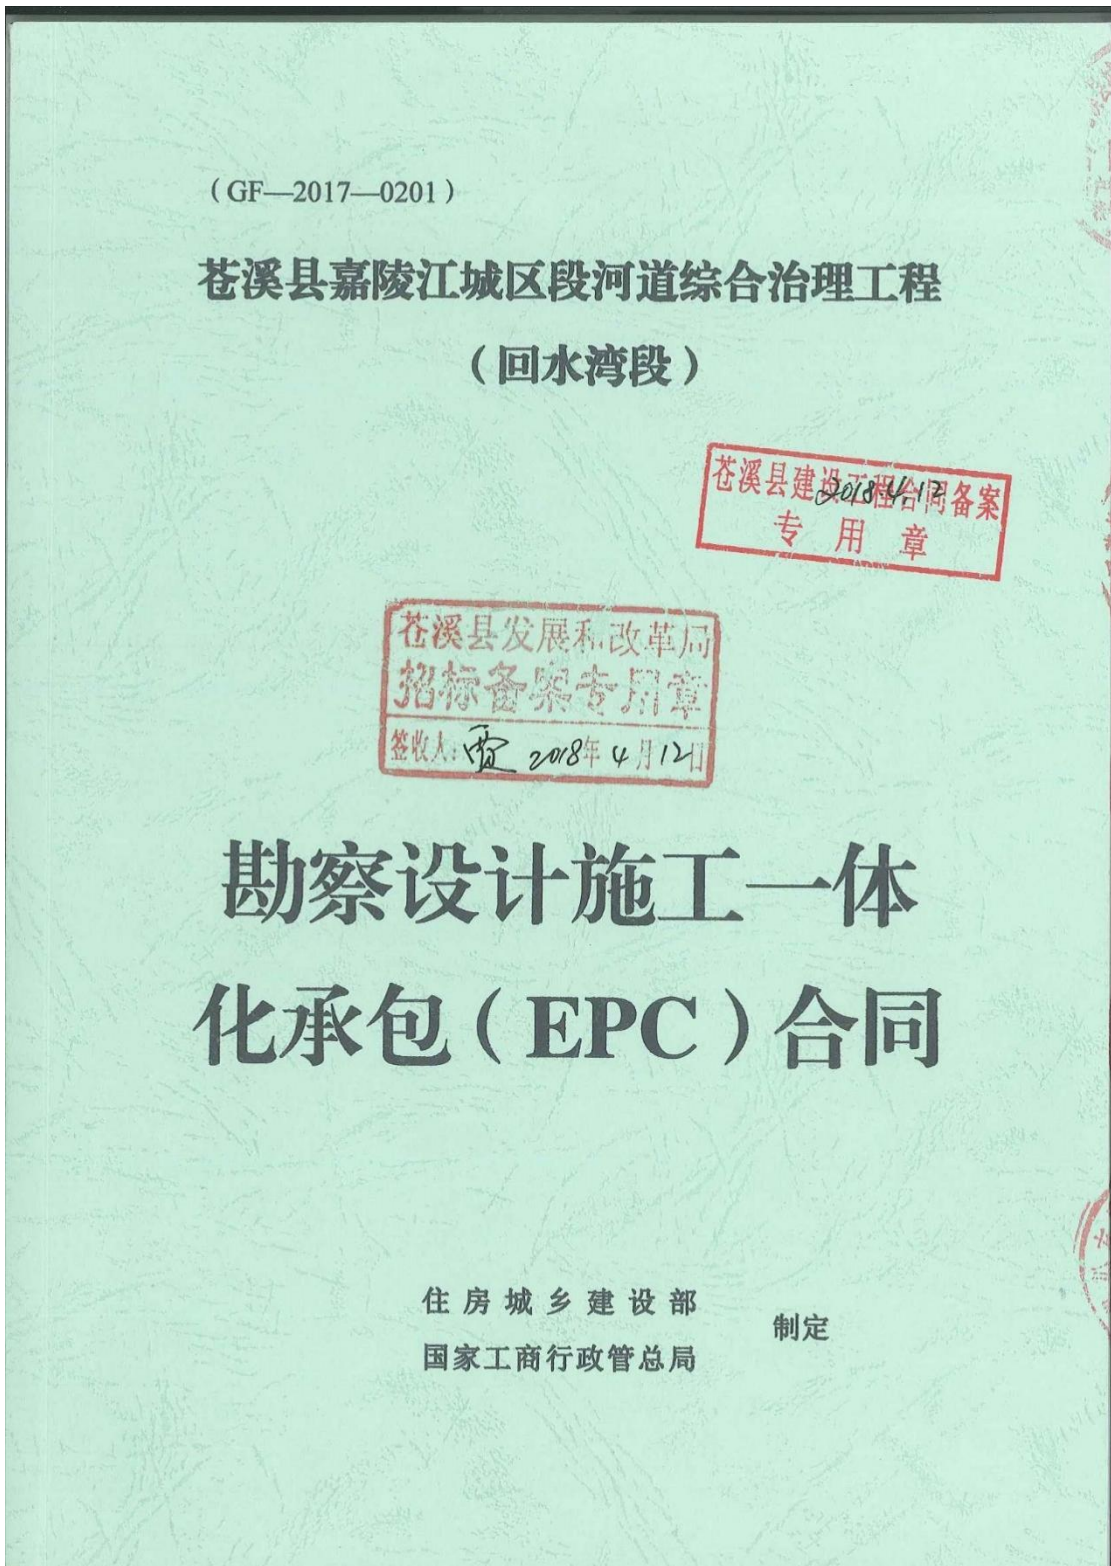 （GF—2017—0201）
苍溪县嘉陵江城区段河道综合治理工程
（回水湾段）
苍溪县建设工程合同备案
2018.4.12
专用章
苍溪县发展和改革局
招标备案专用章
签收人：贾 2018年4月12日
勘察设计施工一体
化承包（EPC）合同
住房城乡建设部
国家工商行政管总局
制定